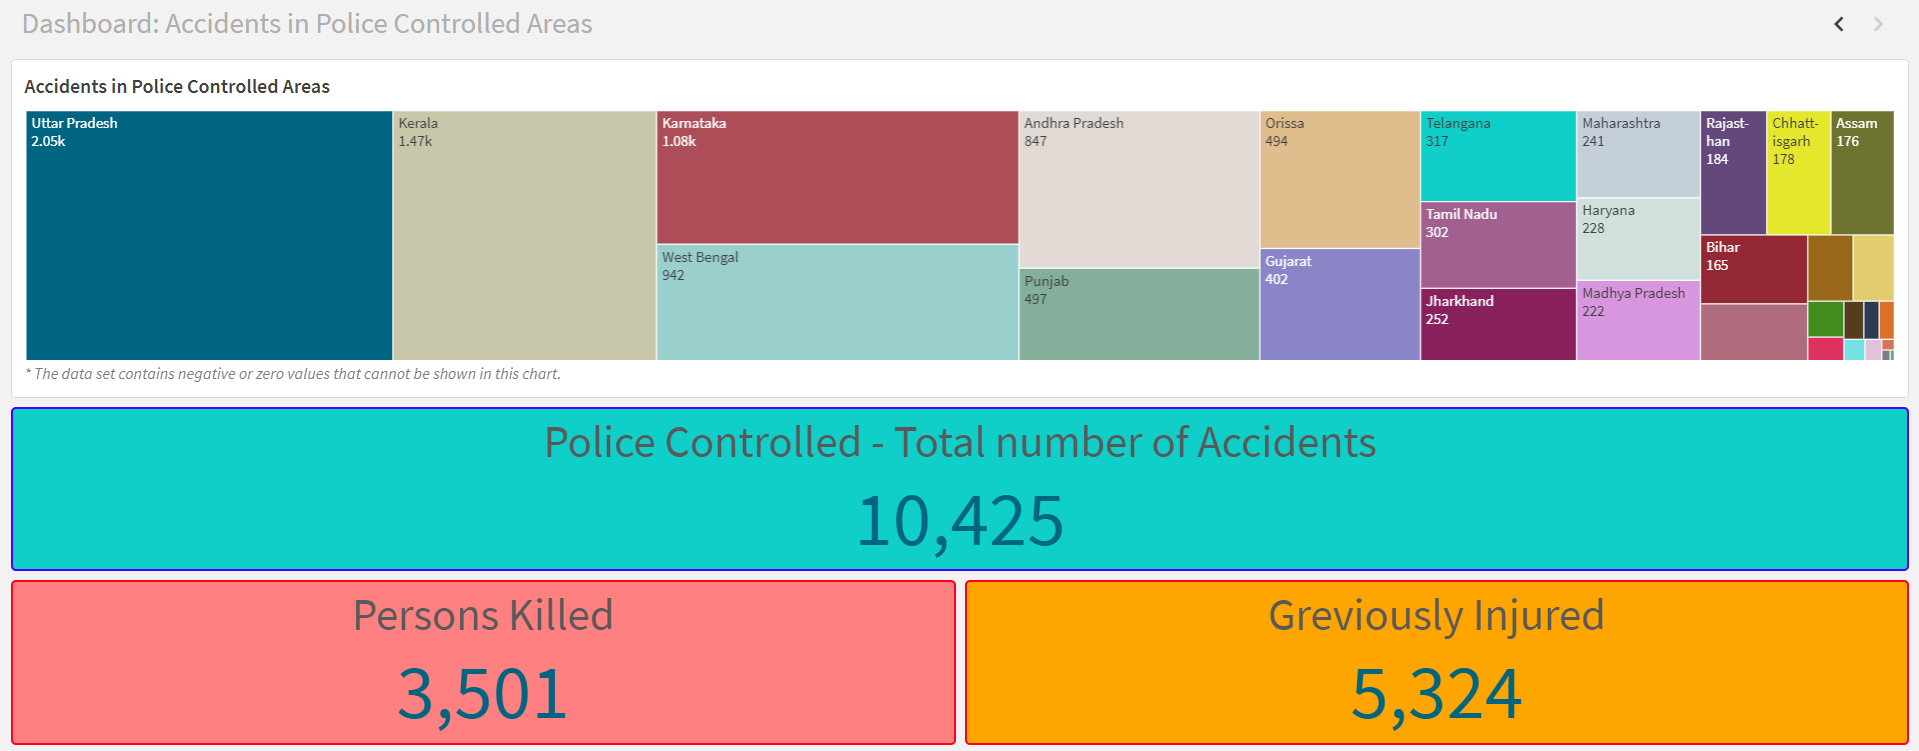 Dashboard: Accidents in Police Controlled Areas
Accidents in Police Controlled Areas
Uttar Pradesh
2.05k
Kerala
1.47k
Karnataka
1.08k
West Bengal
942
Andhra Pradesh
847
Punjab
497
Orissa
494
Gujarat
402
Telangana
317
Tamil Nadu
302
Jharkhand
252
Maharashtra
241
Haryana
228
Madhya Pradesh
222
Rajast-
han
184
Chhatt-
isgarh
178
Assam
176
Bihar
165
* The data set contains negative or zero values that cannot be shown in this chart.
Police Controlled - Total number of Accidents
10,425
Persons Killed
3,501
Greviously Injured
5,324